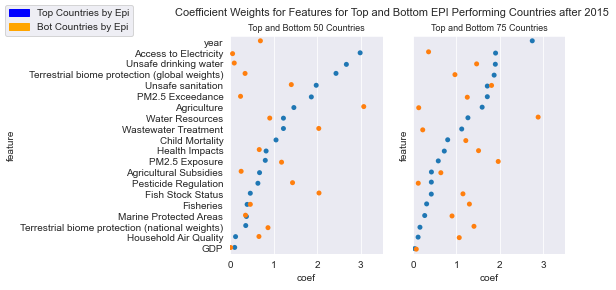 Top Countries by Epi
Bot Countries by Epi
Coefficient Weights for Features for Top and Bottom EPI Performing Countries after 2015
Top and Bottom 50 Countries
Top and Bottom 75 Countries
year
Access to Electricity
Unsafe drinking water
Terrestrial biome protection (global weights)
Unsafe sanitation
PM2.5 Exceedance
Agriculture
Water Resources
Wastewater Treatment
Child Mortality
Health Impacts
PM2.5 Exposure
Agricultural Subsidies
Pesticide Regulation
Fish Stock Status
Fisheries
Marine Protected Areas
Terrestrial biome protection (national weights)
Household Air Quality
GDP
feature
feature
0 1 2 3
0 1 2 3
coef
coef